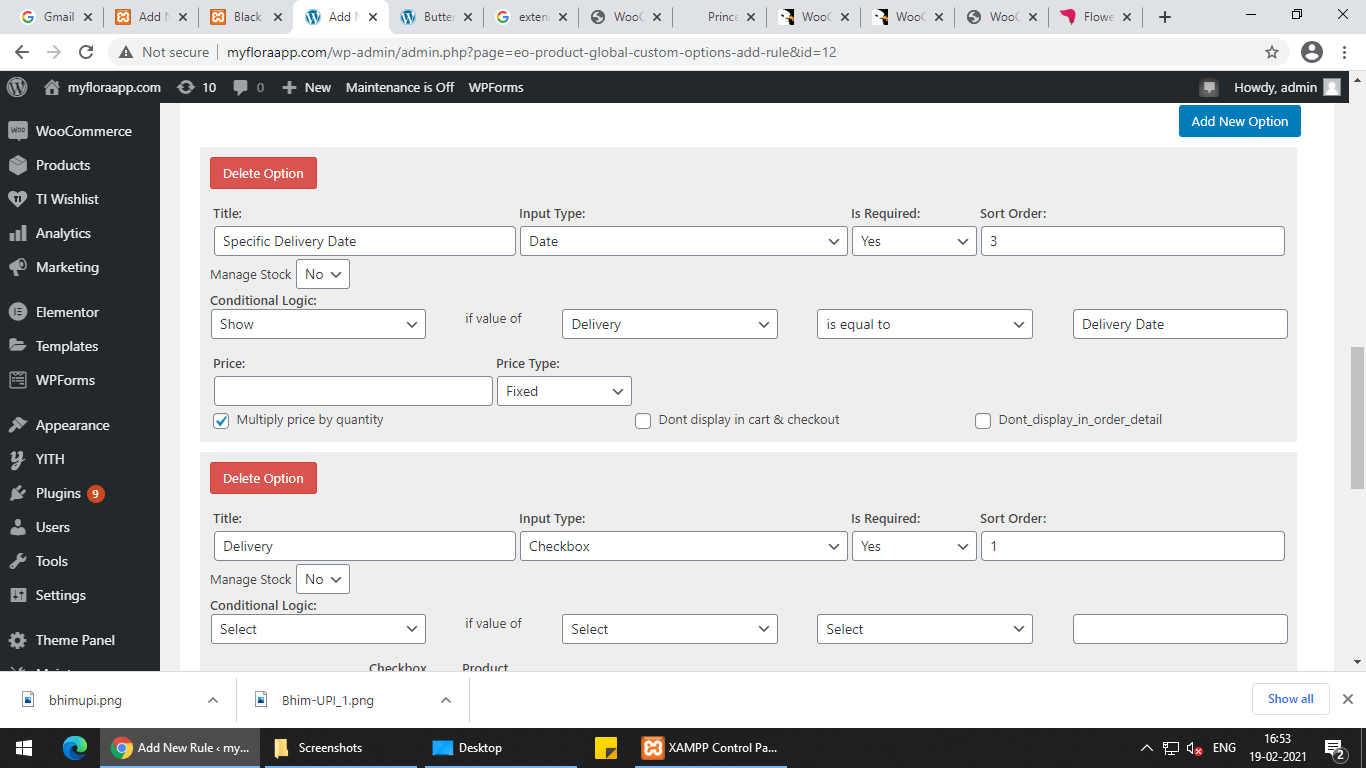 Gmail
Add N
Black
Add N
Butter
exten
WooC
Prince
WooC
WooC
WooC
Flowe
Not secure
myfloraapp.com/wp-admin/admin.php?page=eo-product-global-custom-options-add-rule&id=12
myfloraapp.com
10
0
New
Maintenance is Off
WPForms
Howdy, admin
WooCommerce
Products
TI Wishlist
Analytics
Marketing
Elementor
Templates
WPForms
Appearance
YITH
Plugins 9
Users
Tools
Settings
Theme Panel
Add New Option
Delete Option
Title: Input Type: Is Required: Sort Order:
Specific Delivery Date Date Yes 3
Manage Stock No
Conditional Logic:
Show if value of Delivery is equal to Delivery Date
Price: Price Type:
Fixed
Multiply price by quantity Dont display in cart & checkout Dont_display_in_order_detail
Delete Option
Title: Input Type: Is Required: Sort Order:
Delivery Checkbox Yes 1
Manage Stock No
Conditional Logic:
Select if value of Select Select
Checkbox Product
bhimupi.png
Bhim-UPI_1.png
Show all
Add New Rule ‹ my...
Screenshots
Desktop
XAMPP Control Pa...
ENG
16:53
19-02-2021
2